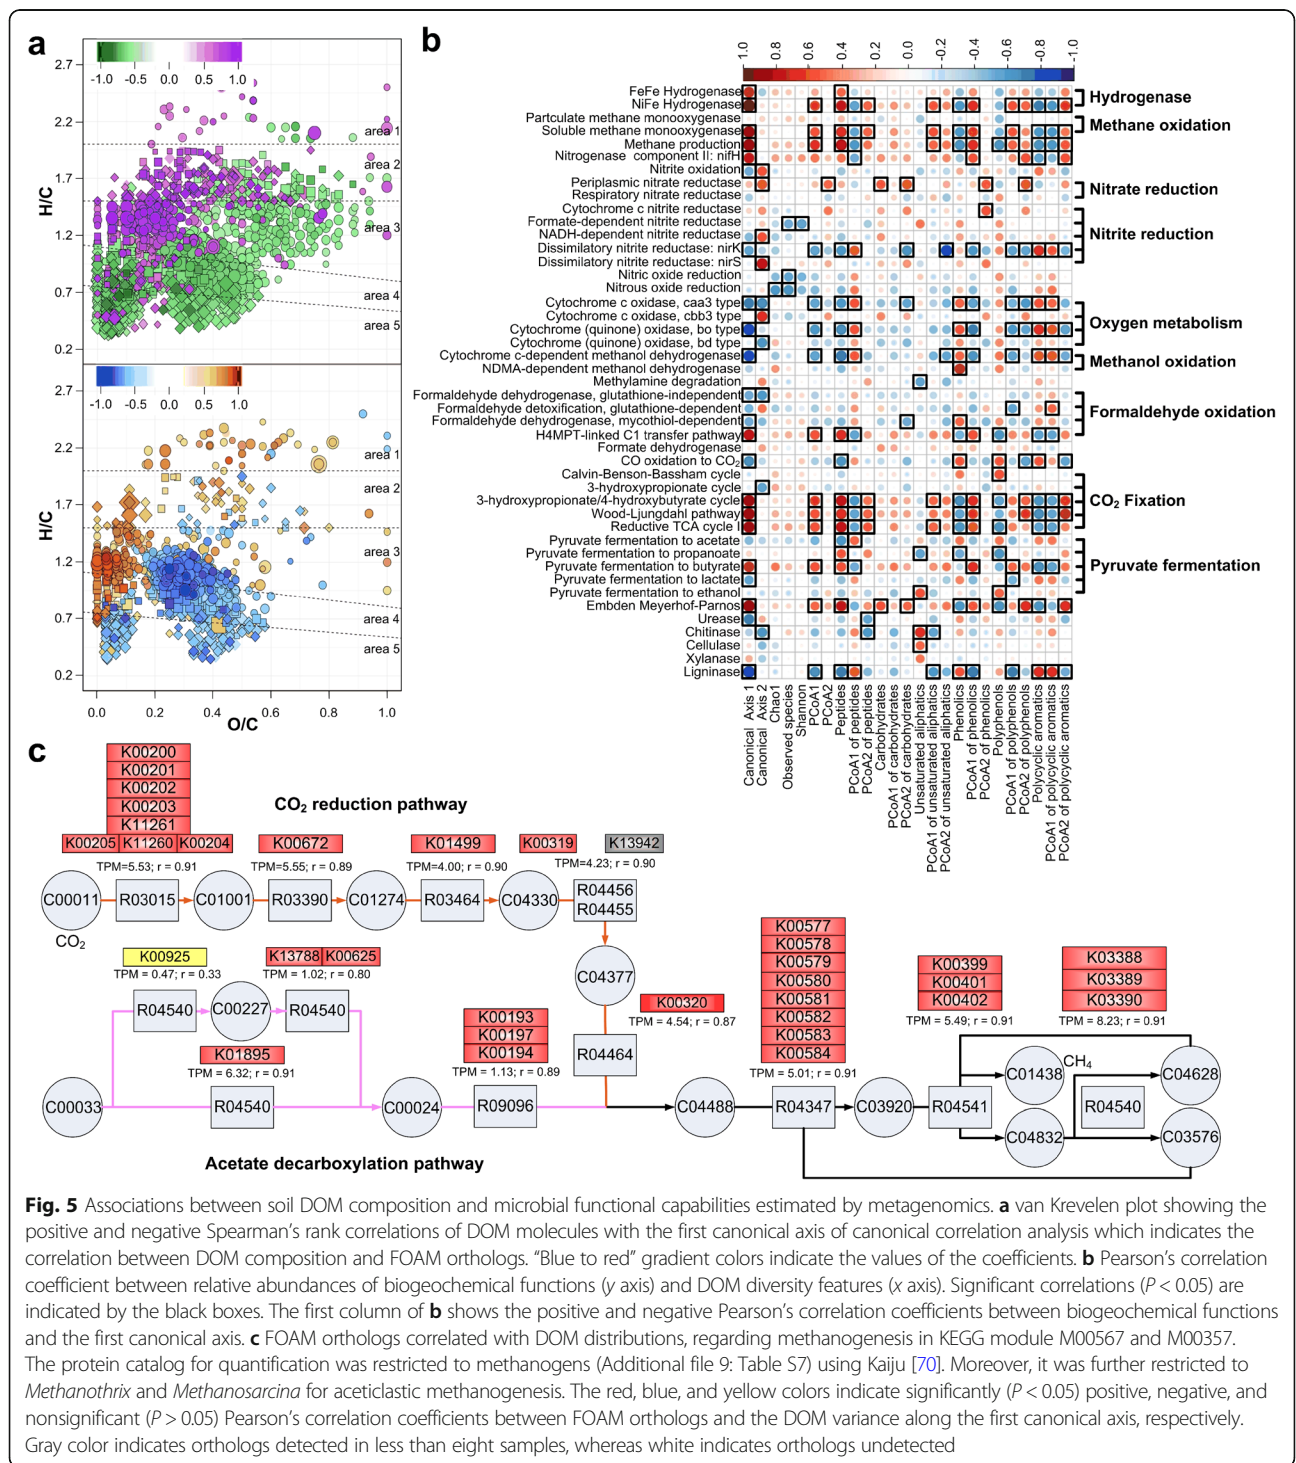 a
-1.0 -0.5 0.0 0.5 1.0
2.7
2.2
1.7
1.2
0.7
0.2
H/C
area 1
area 2
area 3
area 4
area 5
-1.0 -0.5 0.0 0.5 1.0
2.7
2.2
1.7
1.2
0.7
0.2
H/C
area 1
area 2
area 3
area 4
area 5
0.0 0.2 0.4 0.6 0.8 1.0
O/C
b
1.0 0.8 0.6 0.4 0.2 0.0 -0.2 -0.4 -0.6 -0.8 -1.0
FeFe Hydrogenase
NiFe Hydrogenase
Partculate methane monooxygenase
Soluble methane monooxygenase
Methane production
Nitrogenase component II: nifH
Nitrite oxidation
Periplasmic nitrate reductase
Respiratory nitrate reductase
Cytochrome c nitrite reductase
Formate-dependent nitrite reductase
NADH-dependent nitrite reductase
Dissimilatory nitrite reductase: nirK
Dissimilatory nitrite reductase: nirS
Nitric oxide reduction
Nitrous oxide reduction
Cytochrome c oxidase, caa3 type
Cytochrome c oxidase, cbb3 type
Cytochrome (quinone) oxidase, bo type
Cytochrome (quinone) oxidase, bd type
Cytochrome c-dependent methanol dehydrogenase
NDMA-dependent methanol dehydrogenase
Methylamine degradation
Formaldehyde dehydrogenase, glutathione-independent
Formaldehyde detoxification, glutathione-dependent
Formaldehyde dehydrogenase, mycothiol-dependent
H4MPT-linked C1 transfer pathway
Formate dehydrogenase
CO oxidation to CO2
Calvin-Benson-Bassham cycle
3-hydroxypropionate cycle
3-hydroxypropionate/4-hydroxybutyrate cycle
Wood-Ljungdahl pathway
Reductive TCA cycle I
Pyruvate fermentation to acetate
Pyruvate fermentation to propanoate
Pyruvate fermentation to butyrate
Pyruvate fermentation to lactate
Pyruvate fermentation to ethanol
Embden Meyerhof-Parnos
Urease
Chitinase
Cellulase
Xylanase
Ligninase
Hydrogenase
Methane oxidation
Nitrate reduction
Nitrite reduction
Oxygen metabolism
Methanol oxidation
Formaldehyde oxidation
CO2 Fixation
Pyruvate fermentation
Canonical Axis 1
Canonical Axis 2
Chao1
Observed species
Shannon
PCoA1
PCoA2
Peptides
PCoA1 of peptides
PCoA2 of peptides
Carbohydrates
PCoA1 of carbohydrates
PCoA2 of carbohydrates
Unsaturated aliphatics
PCoA1 of unsaturated aliphatics
PCoA2 of unsaturated aliphatics
Phenolics
PCoA1 of phenolics
PCoA2 of phenolics
Polyphenols
PCoA1 of polyphenols
PCoA2 of polyphenols
Polycyclic aromatics
PCoA1 of polycyclic aromatics
PCoA2 of polycyclic aromatics
c
CO2 reduction pathway
K00200
K00201
K00202
K00203
K11261
K00205 K11260 K00204
K00672
K01499
K00319
K13942
TPM=5.53; r = 0.91
TPM=5.55; r = 0.89
TPM=4.00; r = 0.90
TPM=4.23; r = 0.90
C00011
R03015
C01001
R03390
C01274
R03464
C04330
R04456
R04455
CO2
K00925
TPM = 0.47; r = 0.33
K13788 K00625
TPM = 1.02; r = 0.80
R04540
C00227
R04540
C04377
K00320
TPM = 4.54; r = 0.87
R04464
K01895
TPM = 6.32; r = 0.91
K00193
K00197
K00194
TPM = 1.13; r = 0.89
K00577
K00578
K00579
K00580
K00581
K00582
K00583
K00584
TPM = 5.01; r = 0.91
K00399
K00401
K00402
TPM = 5.49; r = 0.91
K03388
K03389
K03390
TPM = 8.23; r = 0.91
C00033
R04540
C00024
R09096
C04488
R04347
C03920
R04541
C01438
CH4
C04832
R04540
C04628
C03576
Acetate decarboxylation pathway
Fig. 5 Associations between soil DOM composition and microbial functional capabilities estimated by metagenomics. a van Krevelen plot showing the
positive and negative Spearman's rank correlations of DOM molecules with the first canonical axis of canonical correlation analysis which indicates the
correlation between DOM composition and FOAM orthologs. “Blue to red” gradient colors indicate the values of the coefficients. b Pearson's correlation
coefficient between relative abundances of biogeochemical functions (y axis) and DOM diversity features (x axis). Significant correlations (P < 0.05) are
indicated by the black boxes. The first column of b shows the positive and negative Pearson's correlation coefficients between biogeochemical functions
and the first canonical axis. c FOAM orthologs correlated with DOM distributions, regarding methanogenesis in KEGG module M00567 and M00357.
The protein catalog for quantification was restricted to methanogens (Additional file 9: Table S7) using Kaiju [70]. Moreover, it was further restricted to
Methanothrix and Methanosarcina for aceticlastic methanogenesis. The red, blue, and yellow colors indicate significantly (P < 0.05) positive, negative, and
nonsignificant (P > 0.05) Pearson's correlation coefficients between FOAM orthologs and the DOM variance along the first canonical axis, respectively.
Gray color indicates orthologs detected in less than eight samples, whereas white indicates orthologs undetected